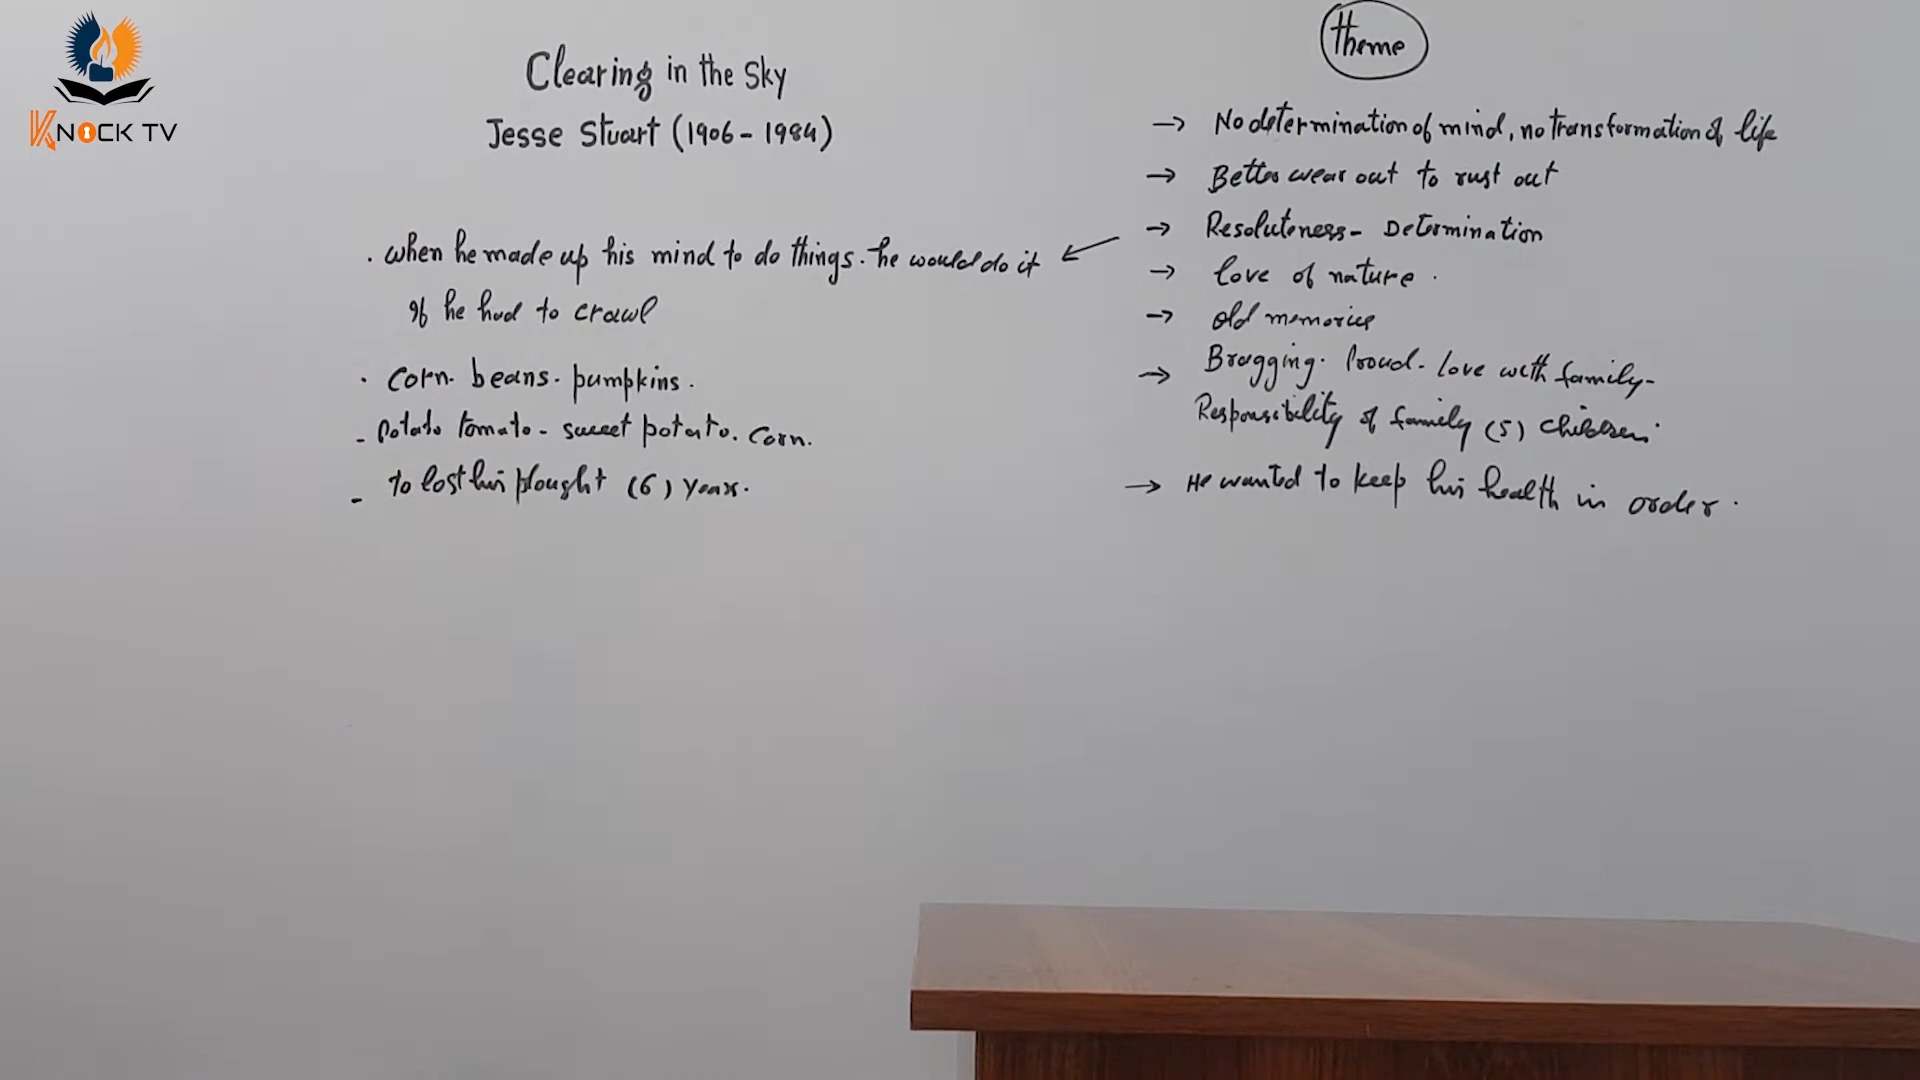 KNOCK TV
Clearing in the Sky
Jesse Stuart (1906-1984)
. when he made up his mind to do things. he would do it
if he had to crawl
. Corn. beans. pumpkins.
- Potato tomato - sweet potato. Corn.
- to lost his plought (6) years.
theme
→ No determination of mind, no transformation of life
→ Better wear out to rust out
→ Resoluteness - Determination
→ love of nature.
→ old memories
→ Bragging. Proud. Love with family-
Responsibility of family (5) children.
→ He wanted to keep his health in order.